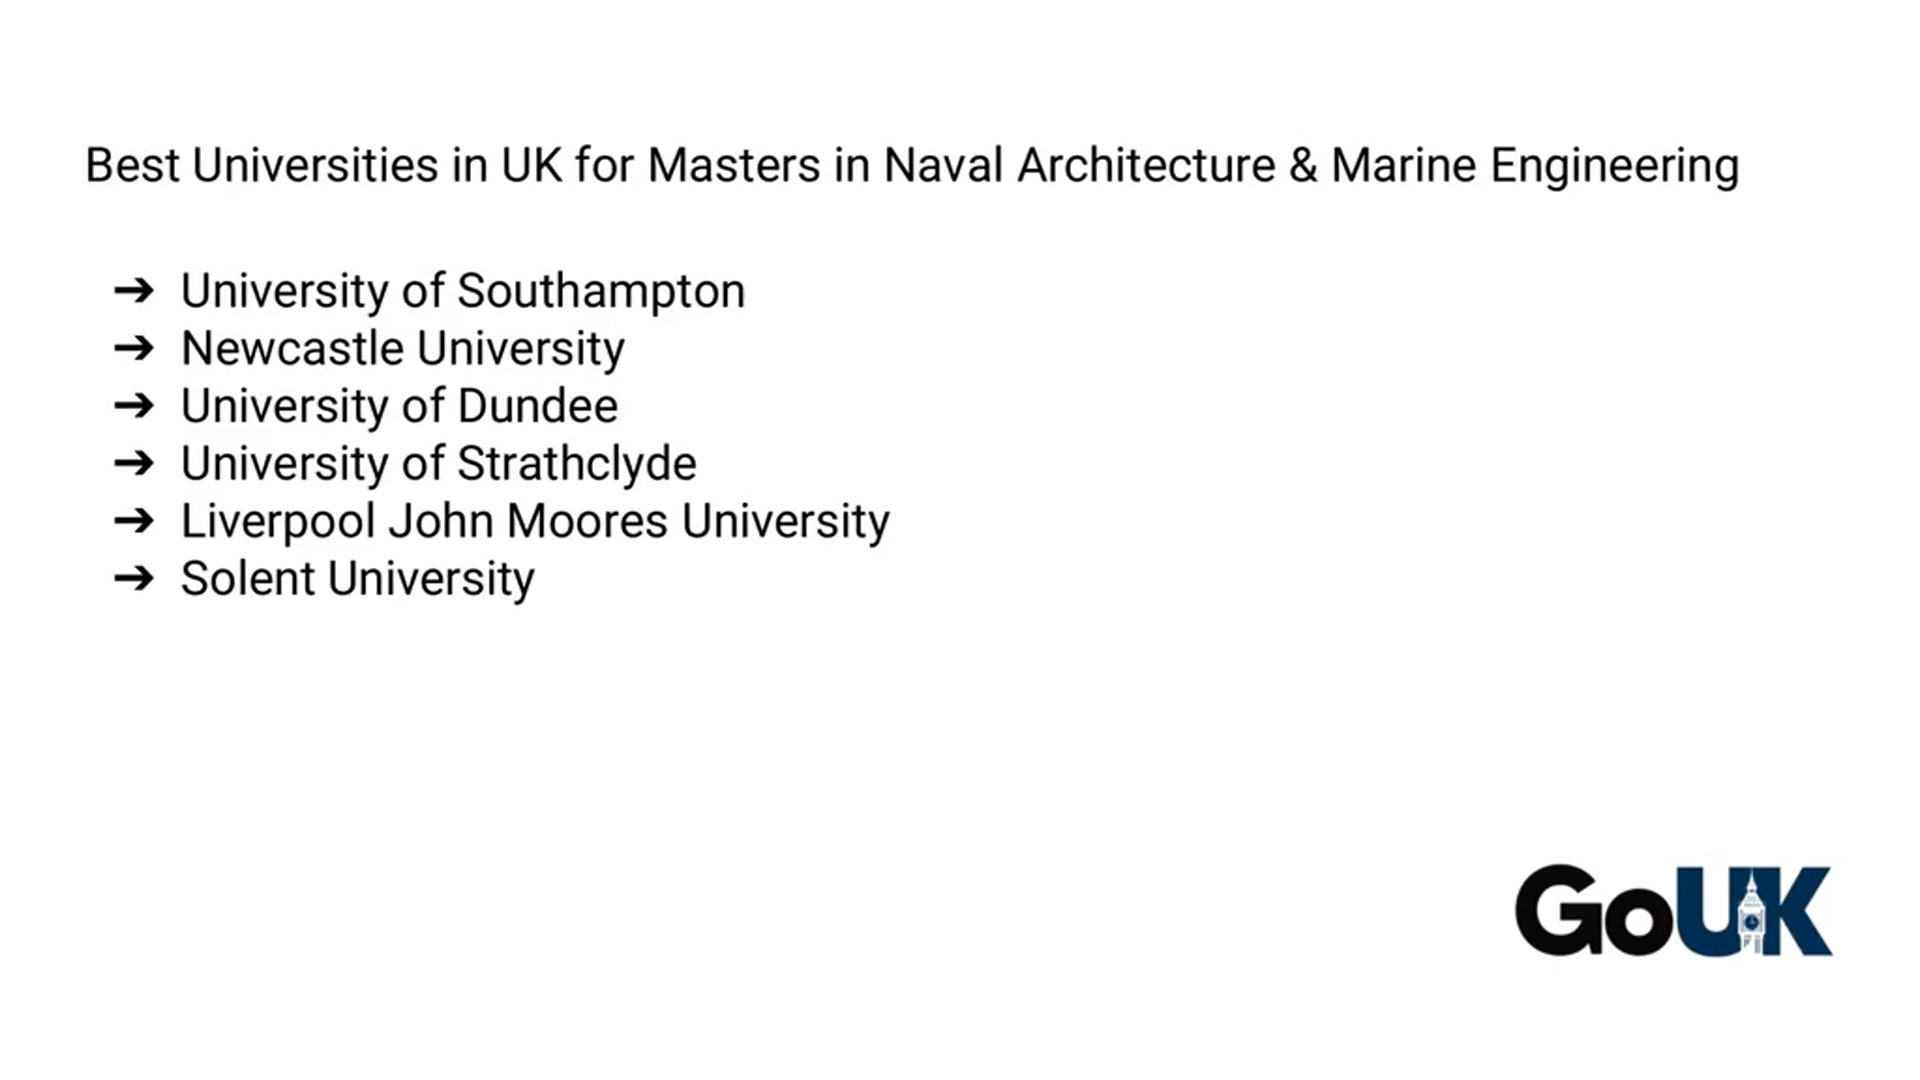 Best Universities in UK for Masters in Naval Architecture & Marine Engineering
➔ University of Southampton
➔ Newcastle University
➔ University of Dundee
➔ University of Strathclyde
➔ Liverpool John Moores University
➔ Solent University
GoUK